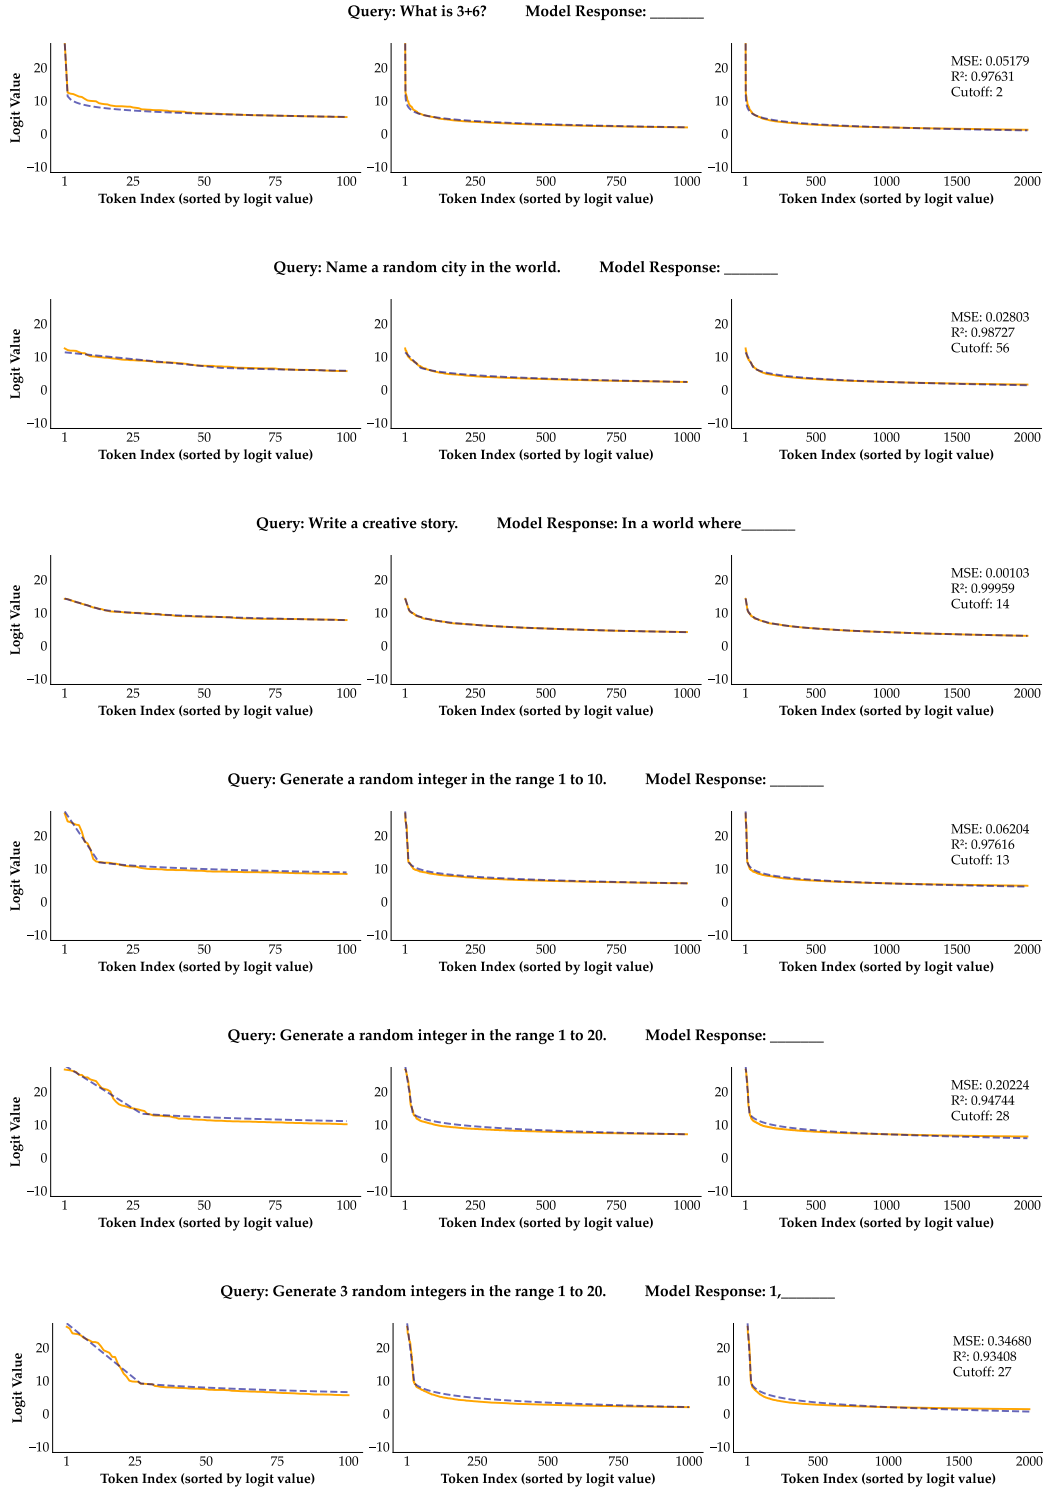 Query: What is 3+6? Model Response: _______
Logit Value
20
10
0
−10
1 25 50 75 100
Token Index (sorted by logit value)
20
10
0
−10
1 250 500 750 1000
Token Index (sorted by logit value)
MSE: 0.05179
R²: 0.97631
Cutoff: 2
20
10
0
−10
1 500 1000 1500 2000
Token Index (sorted by logit value)
Query: Name a random city in the world. Model Response: _______
Logit Value
20
10
0
−10
1 25 50 75 100
Token Index (sorted by logit value)
20
10
0
−10
1 250 500 750 1000
Token Index (sorted by logit value)
MSE: 0.02803
R²: 0.98727
Cutoff: 56
20
10
0
−10
1 500 1000 1500 2000
Token Index (sorted by logit value)
Query: Write a creative story. Model Response: In a world where_______
Logit Value
20
10
0
−10
1 25 50 75 100
Token Index (sorted by logit value)
20
10
0
−10
1 250 500 750 1000
Token Index (sorted by logit value)
MSE: 0.00103
R²: 0.99959
Cutoff: 14
20
10
0
−10
1 500 1000 1500 2000
Token Index (sorted by logit value)
Query: Generate a random integer in the range 1 to 10. Model Response: _______
Logit Value
20
10
0
−10
1 25 50 75 100
Token Index (sorted by logit value)
20
10
0
−10
1 250 500 750 1000
Token Index (sorted by logit value)
MSE: 0.06204
R²: 0.97616
Cutoff: 13
20
10
0
−10
1 500 1000 1500 2000
Token Index (sorted by logit value)
Query: Generate a random integer in the range 1 to 20. Model Response: _______
Logit Value
20
10
0
−10
1 25 50 75 100
Token Index (sorted by logit value)
20
10
0
−10
1 250 500 750 1000
Token Index (sorted by logit value)
MSE: 0.20224
R²: 0.94744
Cutoff: 28
20
10
0
−10
1 500 1000 1500 2000
Token Index (sorted by logit value)
Query: Generate 3 random integers in the range 1 to 20. Model Response: 1,_______
Logit Value
20
10
0
−10
1 25 50 75 100
Token Index (sorted by logit value)
20
10
0
−10
1 250 500 750 1000
Token Index (sorted by logit value)
MSE: 0.34680
R²: 0.93408
Cutoff: 27
20
10
0
−10
1 500 1000 1500 2000
Token Index (sorted by logit value)